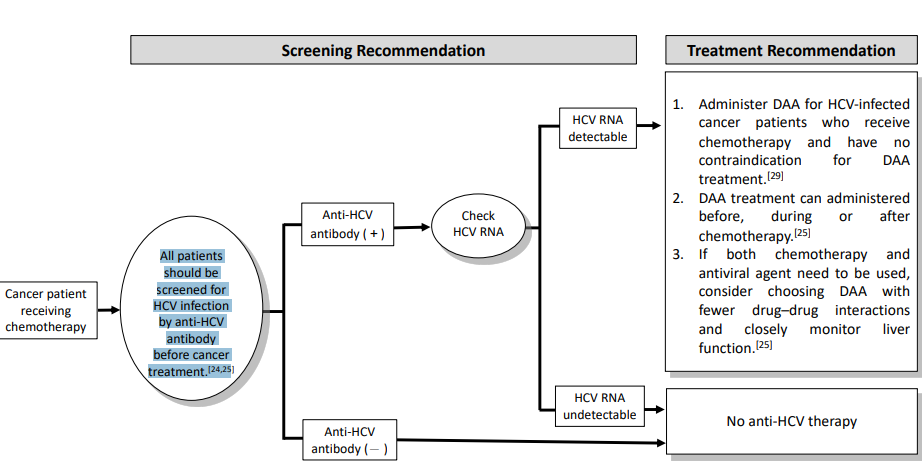 Screening Recommendation
Treatment Recommendation
Cancer patient
receiving
chemotherapy
All patients
should be
screened for
HCV infection
by anti-HCV
antibody
before cancer
treatment.[24,25]
Anti-HCV
antibody ( + )
Check
HCV RNA
HCV RNA
detectable
1. Administer DAA for HCV-infected
cancer patients who receive
chemotherapy and have no
contraindication for DAA
treatment.[29]
2. DAA treatment can administered
before, during or after
chemotherapy.[25]
3. If both chemotherapy and
antiviral agent need to be used,
consider choosing DAA with
fewer drug–drug interactions
and closely monitor liver
function.[25]
HCV RNA
undetectable
No anti-HCV therapy
Anti-HCV
antibody ( − )